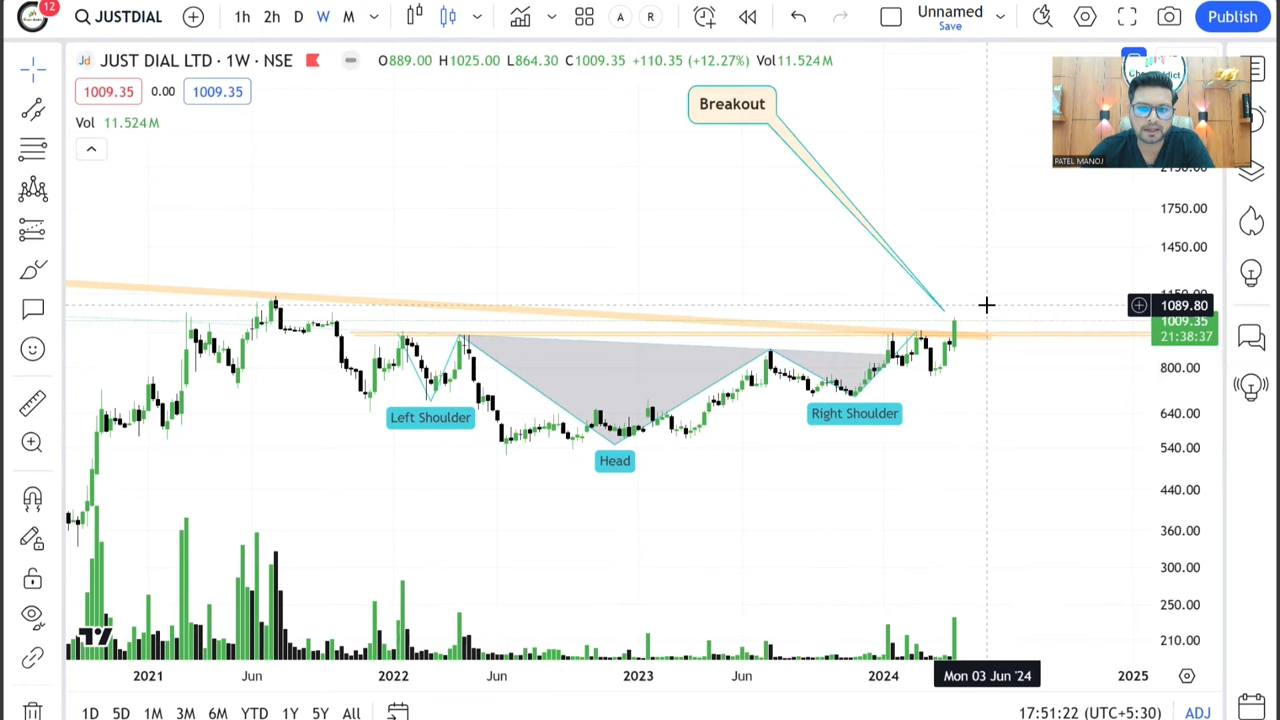 12
JUSTDIAL
1h 2h D W M
A R
Unnamed
Save
Publish
Jd JUST DIAL LTD · 1W · NSE
O889.00 H1025.00 L864.30 C1009.35 +110.35 (+12.27%) Vol11.524M
1009.35 0.00 1009.35
Vol 11.524M
Breakout
PATEL MANOJ
1750.00
1450.00
1089.80
1009.35
21:38:37
800.00
640.00
540.00
440.00
360.00
300.00
250.00
210.00
Left Shoulder
Head
Right Shoulder
2021 Jun 2022 Jun 2023 Jun 2024 Mon 03 Jun '24 2025
1D 5D 1M 3M 6M YTD 1Y 5Y All
17:51:22 (UTC+5:30) ADJ